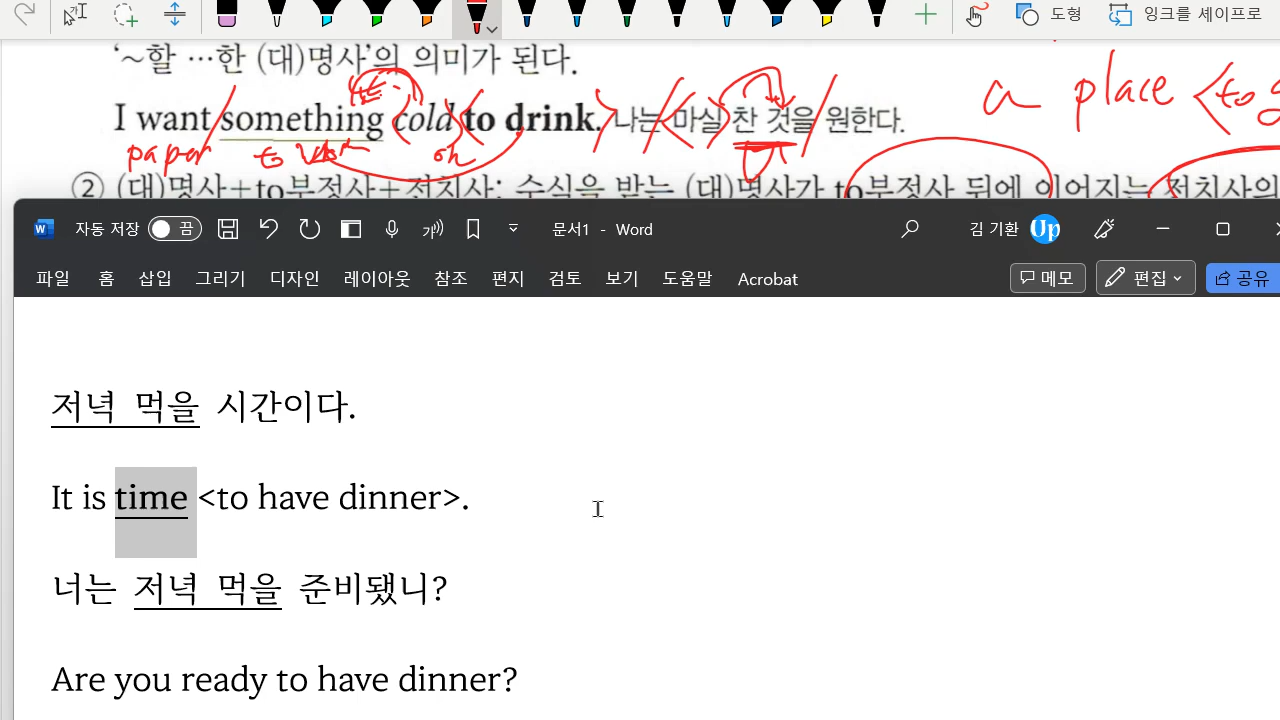 도형 잉크를 셰이프로
‘~할 …한 (대)명사’의 의미가 된다.
a place <to
I want something cold to drink. 나는 마실 찬 것을 원한다.
paper to on
② (대)명사+to부정사+전치사: 수식을 받는 (대)명사가 to부정사 뒤에 이어지는 전치사의
자동 저장 끔 가)) 문서1 - Word 김 기환 Up
파일 홈 삽입 그리기 디자인 레이아웃 참조 편지 검토 보기 도움말 Acrobat 메모 편집 공유
저녁 먹을 시간이다.
It is time <to have dinner>.
너는 저녁 먹을 준비됐니?
Are you ready to have dinner?